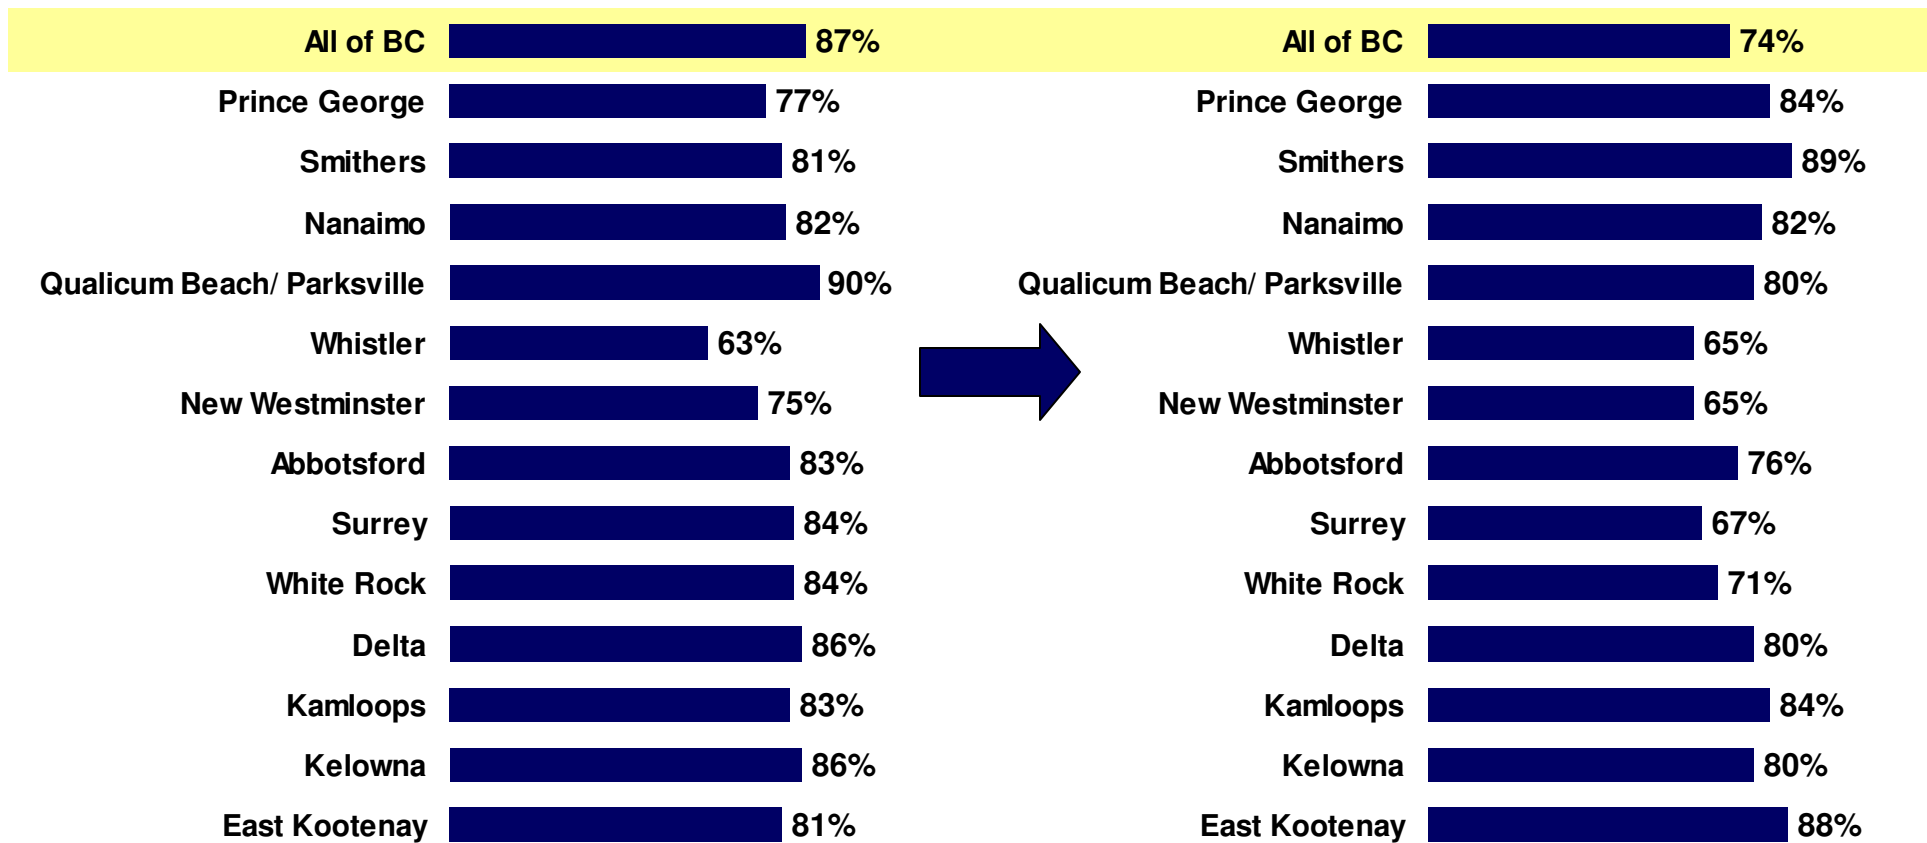 All of BC 87%
Prince George 77%
Smithers 81%
Nanaimo 82%
Qualicum Beach/ Parksville 90%
Whistler 63%
New Westminster 75%
Abbotsford 83%
Surrey 84%
White Rock 84%
Delta 86%
Kamloops 83%
Kelowna 86%
East Kootenay 81%
All of BC 74%
Prince George 84%
Smithers 89%
Nanaimo 82%
Qualicum Beach/ Parksville 80%
Whistler 65%
New Westminster 65%
Abbotsford 76%
Surrey 67%
White Rock 71%
Delta 80%
Kamloops 84%
Kelowna 80%
East Kootenay 88%